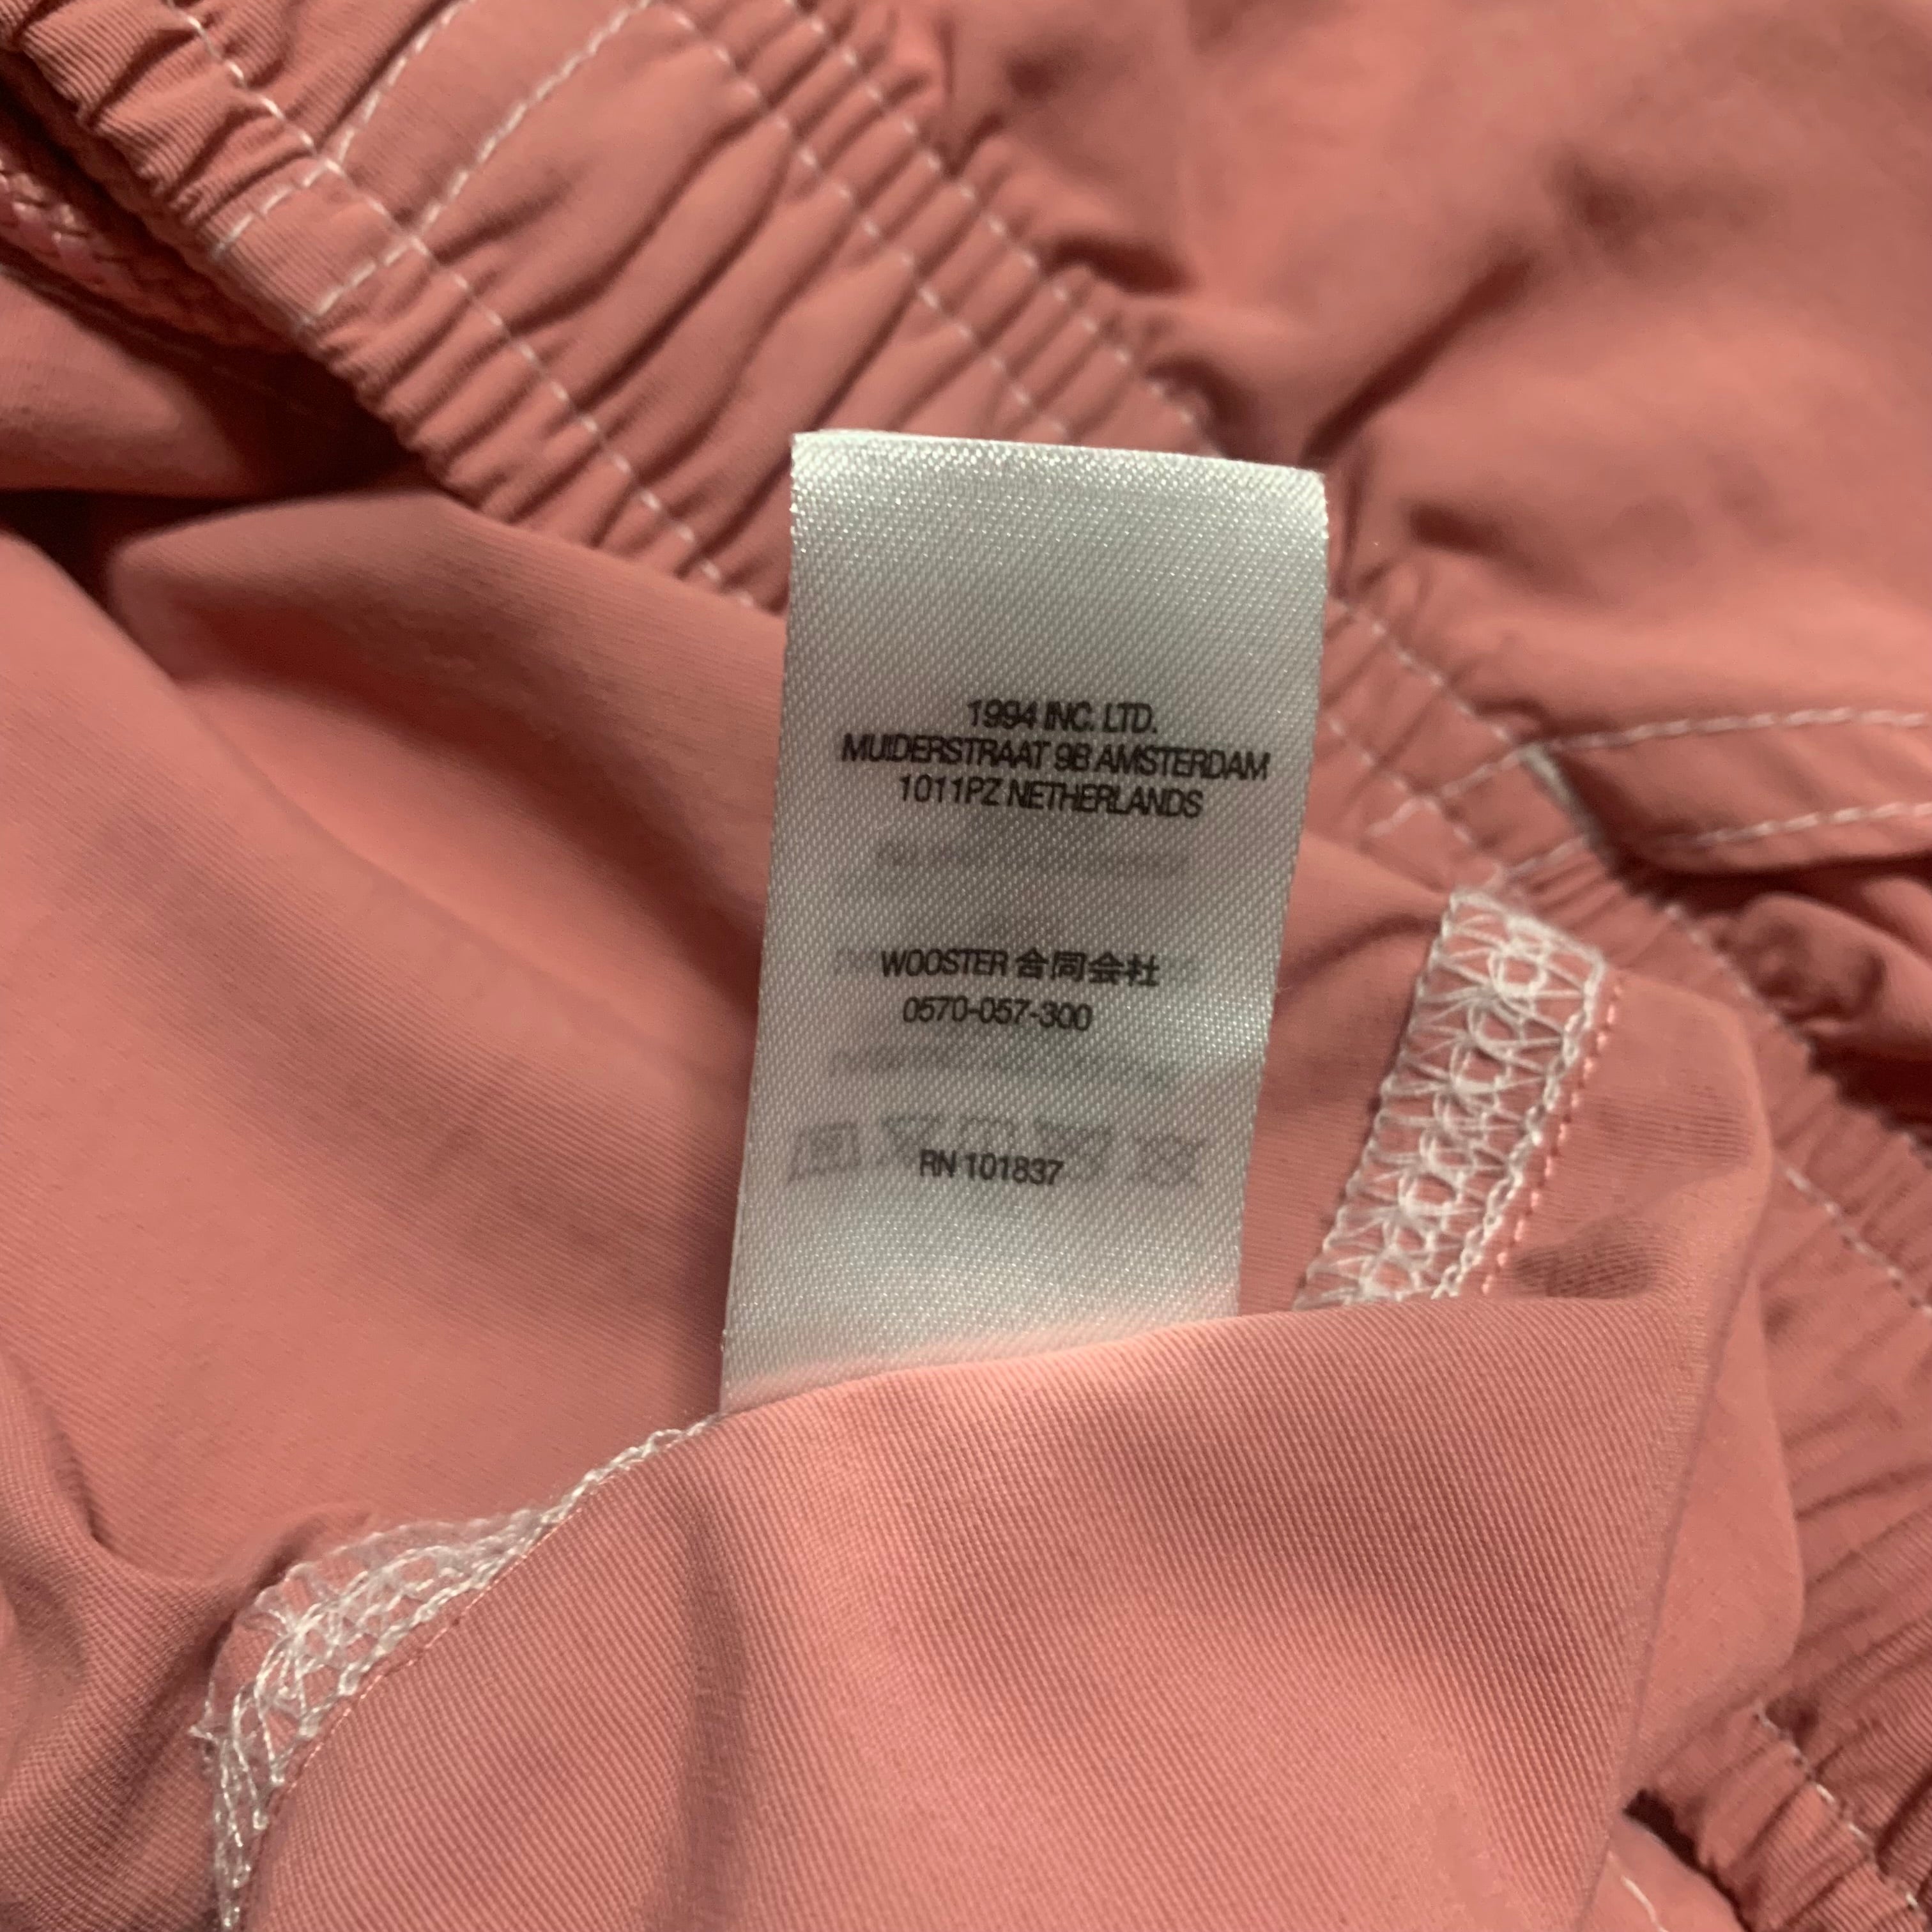 1994 INC. LTD.
MUIDERSTRAAT 9B AMSTERDAM
1011PZ NETHERLANDS
WOOSTER 合同会社
0570-057-300
RN 101837